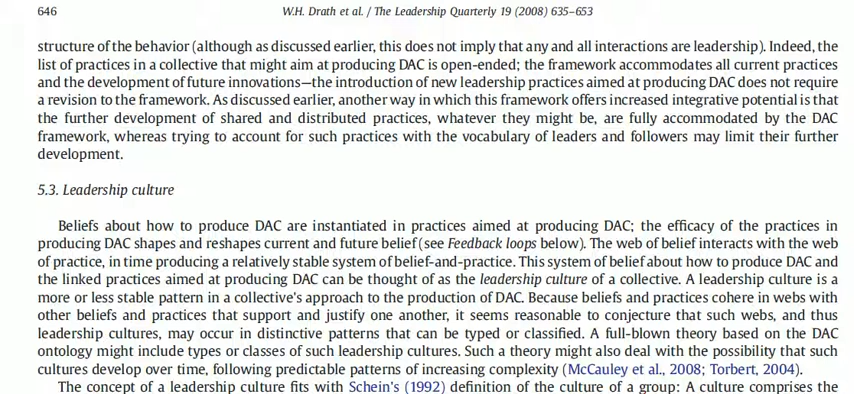 646
W.H. Drath et al. / The Leadership Quarterly 19 (2008) 635–653
structure of the behavior (although as discussed earlier, this does not imply that any and all interactions are leadership). Indeed, the
list of practices in a collective that might aim at producing DAC is open-ended; the framework accommodates all current practices
and the development of future innovations—the introduction of new leadership practices aimed at producing DAC does not require
a revision to the framework. As discussed earlier, another way in which this framework offers increased integrative potential is that
the further development of shared and distributed practices, whatever they might be, are fully accommodated by the DAC
framework, whereas trying to account for such practices with the vocabulary of leaders and followers may limit their further
development.
5.3. Leadership culture
Beliefs about how to produce DAC are instantiated in practices aimed at producing DAC; the efficacy of the practices in
producing DAC shapes and reshapes current and future belief (see Feedback loops below). The web of belief interacts with the web
of practice, in time producing a relatively stable system of belief-and-practice. This system of belief about how to produce DAC and
the linked practices aimed at producing DAC can be thought of as the leadership culture of a collective. A leadership culture is a
more or less stable pattern in a collective's approach to the production of DAC. Because beliefs and practices cohere in webs with
other beliefs and practices that support and justify one another, it seems reasonable to conjecture that such webs, and thus
leadership cultures, may occur in distinctive patterns that can be typed or classified. A full-blown theory based on the DAC
ontology might include types or classes of such leadership cultures. Such a theory might also deal with the possibility that such
cultures develop over time, following predictable patterns of increasing complexity (McCauley et al., 2008; Torbert, 2004).
The concept of a leadership culture fits with Schein's (1992) definition of the culture of a group: A culture comprises the